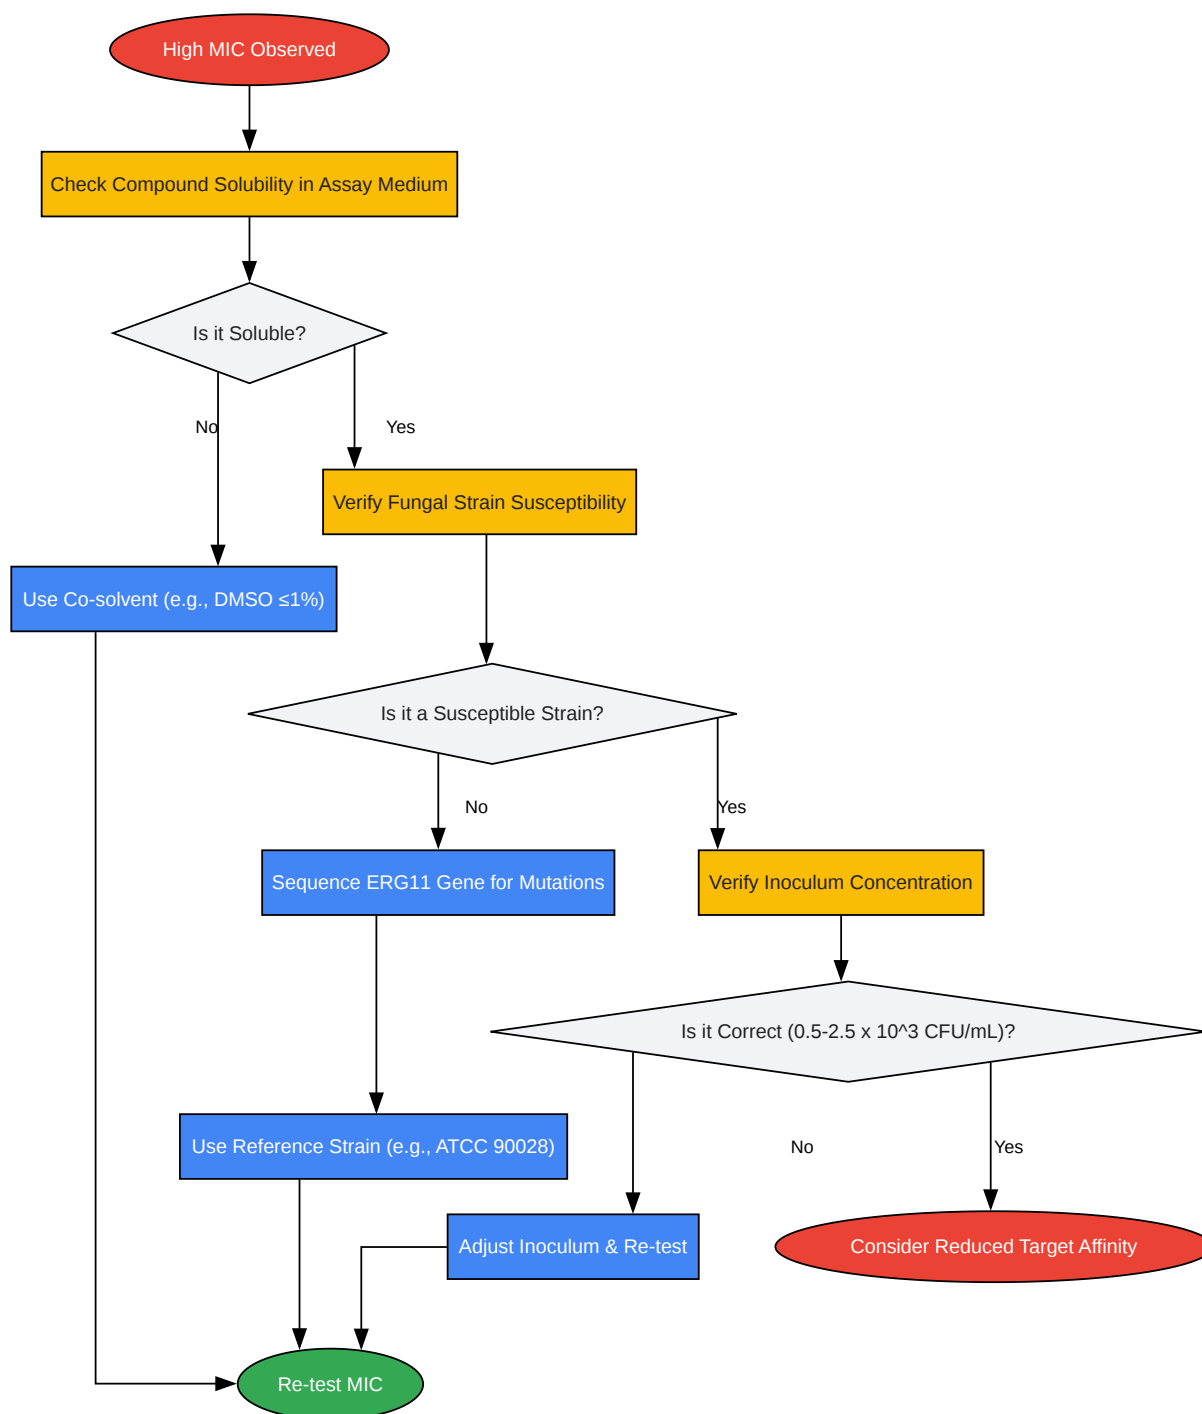 High MIC Observed
Check Compound Solubility in Assay Medium
Is it Soluble?
No
Yes
Verify Fungal Strain Susceptibility
Use Co-solvent (e.g., DMSO ≤1%)
Is it a Susceptible Strain?
No
Yes
Sequence ERG11 Gene for Mutations
Verify Inoculum Concentration
Is it Correct (0.5-2.5 x 10^3 CFU/mL)?
Use Reference Strain (e.g., ATCC 90028)
No
Yes
Adjust Inoculum & Re-test
Consider Reduced Target Affinity
Re-test MIC